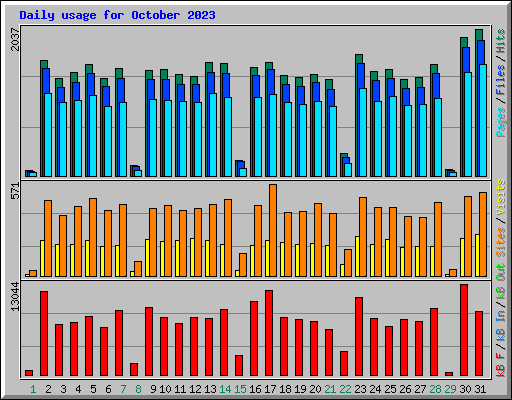 Daily usage for October 2023
2037
Pages / Files / Hits
571
kB Out Sites / Visits
13044
kB F / kB In /
1 2 3 4 5 6 7 8 9 10 11 12 13 14 15 16 17 18 19 20 21 22 23 24 25 26 27 28 29 30 31